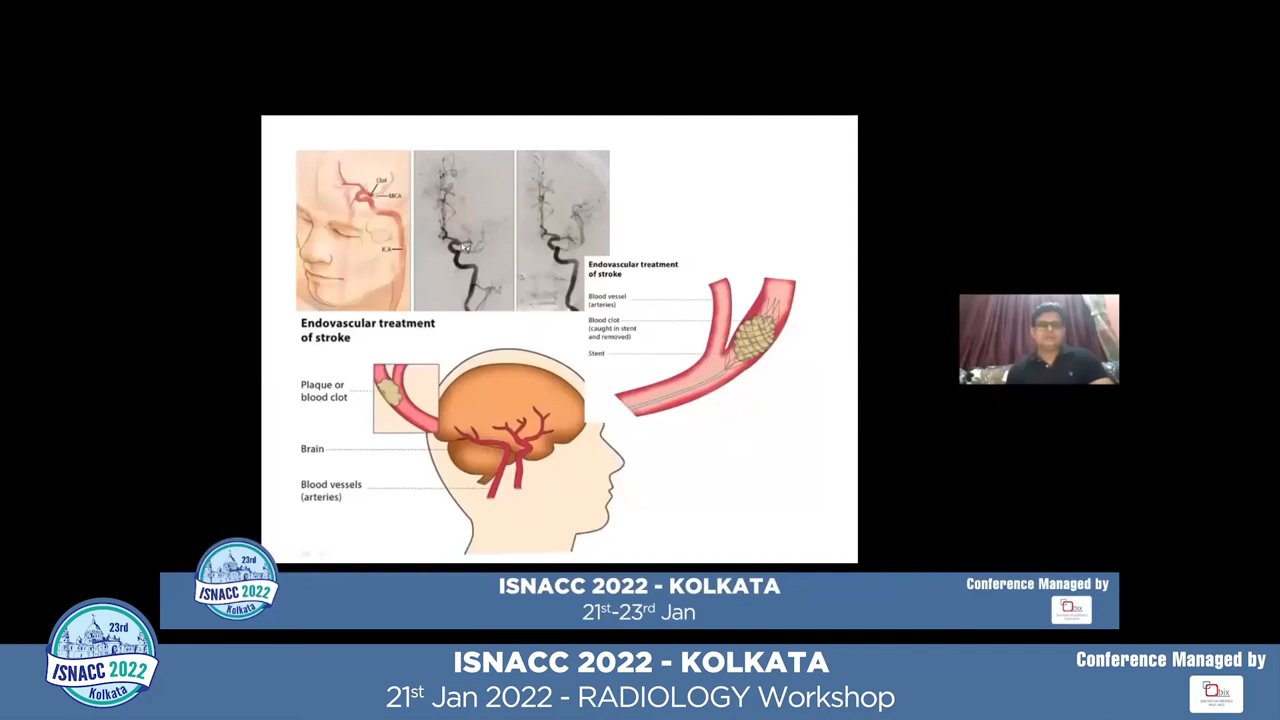 Clot
MCA
ICA
Endovascular treatment
of stroke
Plaque or
blood clot
Brain
Blood vessels
(arteries)
Endovascular treatment
of stroke
Blood vessel
(arteries)
Blood clot
(caught in stent
and removed)
Stent
23rd
ISNACC 2022
Kolkata
ISNACC 2022 - KOLKATA
21st-23rd Jan
Conference Managed by
23rd
ISNACC 2022
Kolkata
ISNACC 2022 - KOLKATA
21st Jan 2022 - RADIOLOGY Workshop
Conference Managed by